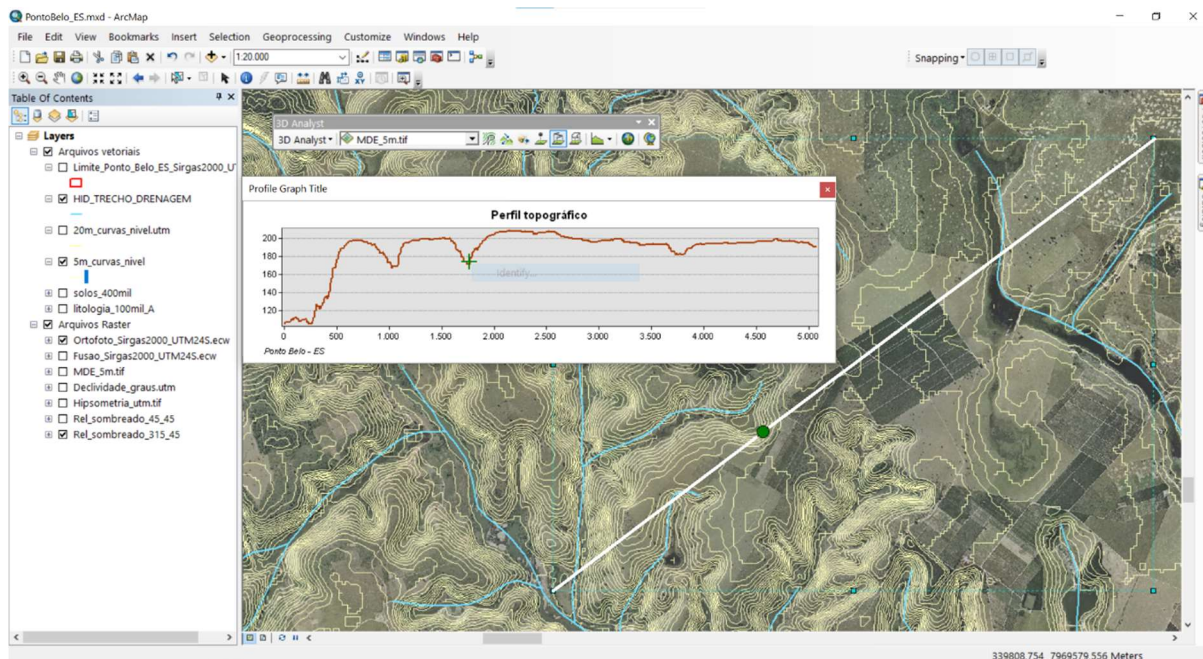 PontoBelo_ES.mxd - ArcMap
File Edit View Bookmarks Insert Selection Geoprocessing Customize Windows Help
1:20.000
Snapping
Table Of Contents
Layers
Arquivos vetoriais
Limite_Ponto_Belo_ES_Sirgas2000_U
HID_TRECHO_DRENAGEM
20m_curvas_nivel.utm
5m_curvas_nivel
solos_400mil
litologia_100mil_A
Arquivos Raster
Ortofoto_Sirgas2000_UTM24S.ecw
Fusao_Sirgas2000_UTM24S.ecw
MDE_5m.tif
Declividade_graus.utm
Hipsometria_utm.tif
Rel_sombreado_45_45
Rel_sombreado_315_45
3D Analyst
3D Analyst MDE_5m.tif
Profile Graph Title
Perfil topográfico
200
180
160
140
120
Identify...
0 500 1.000 1.500 2.000 2.500 3.000 3.500 4.000 4.500 5.000
Ponto Belo - ES
339808,754 7969579,556 Meters